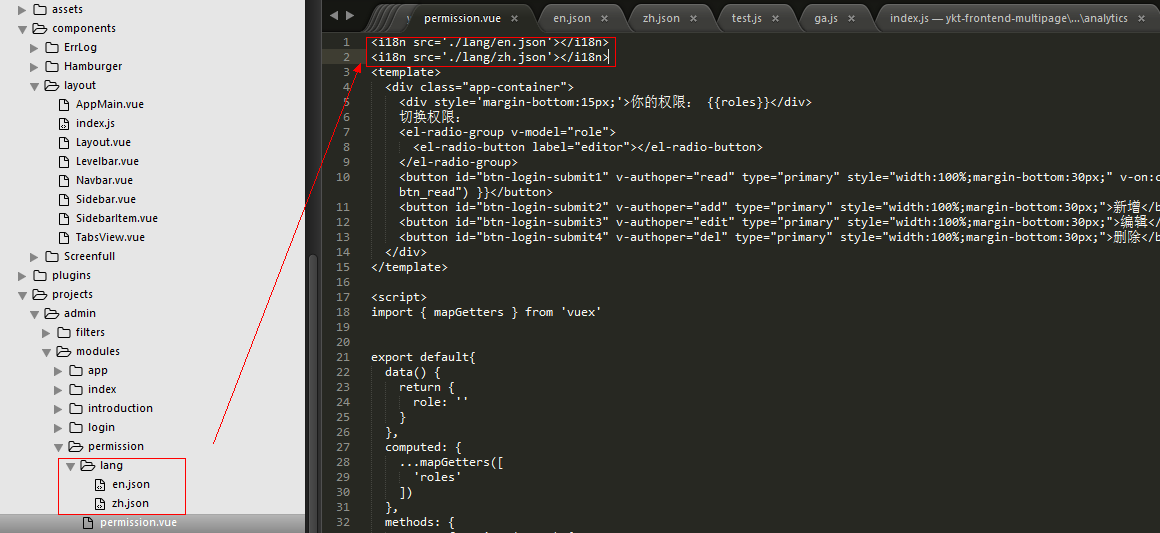 assets
components
ErrLog
Hamburger
layout
AppMain.vue
index.js
Layout.vue
Levelbar.vue
Navbar.vue
Sidebar.vue
SidebarItem.vue
TabsView.vue
Screenfull
plugins
projects
admin
filters
modules
app
index
introduction
login
permission
lang
en.json
zh.json
permission.vue
permission.vue × en.json × zh.json × test.js × ga.js × index.js — ykt-frontend-multipage\...\analytics ×
1 <i18n src='./lang/en.json'></i18n>
2 <i18n src='./lang/zh.json'></i18n>
3 <template>
4 <div class="app-container">
5 <div style='margin-bottom:15px;'>你的权限： {{roles}}</div>
6 切换权限：
7 <el-radio-group v-model="role">
8 <el-radio-button label="editor"></el-radio-button>
9 </el-radio-group>
10 <button id="btn-login-submit1" v-authoper="read" type="primary" style="width:100%;margin-bottom:30px;" v-on:c
btn_read") }}</button>
11 <button id="btn-login-submit2" v-authoper="add" type="primary" style="width:100%;margin-bottom:30px;">新增</b
12 <button id="btn-login-submit3" v-authoper="edit" type="primary" style="width:100%;margin-bottom:30px;">编辑</
13 <button id="btn-login-submit4" v-authoper="del" type="primary" style="width:100%;margin-bottom:30px;">删除</b
14 </div>
15 </template>
16
17 <script>
18 import { mapGetters } from 'vuex'
19
20
21 export default{
22 data() {
23 return {
24 role: ''
25 }
26 },
27 computed: {
28 ...mapGetters([
29 'roles'
30 ])
31 },
32 methods: {